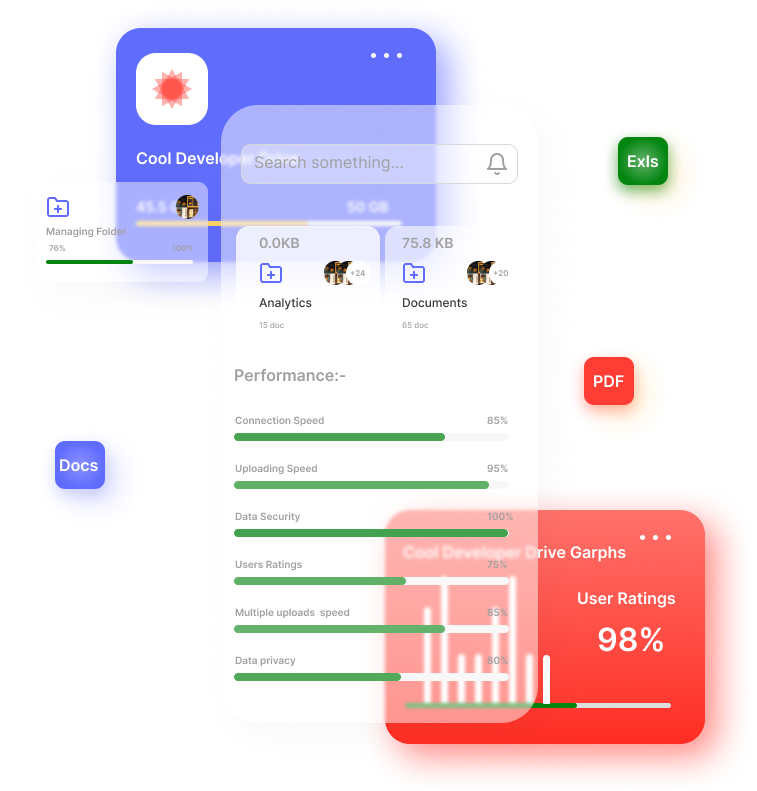 Cool Developer Drive
Search something...
Exls
45.5 G
50 GB
Managing Folder
76%
100%
0.0KB
75.8 KB
+24
+20
Analytics
Documents
15 doc
65 doc
PDF
Performance:-
Connection Speed
85%
Docs
Uploading Speed
95%
Data Security
100%
Cool Developer Drive Garphs
Users Ratings
75%
User Ratings
98%
Multiple uploads speed
85%
Data privacy
80%